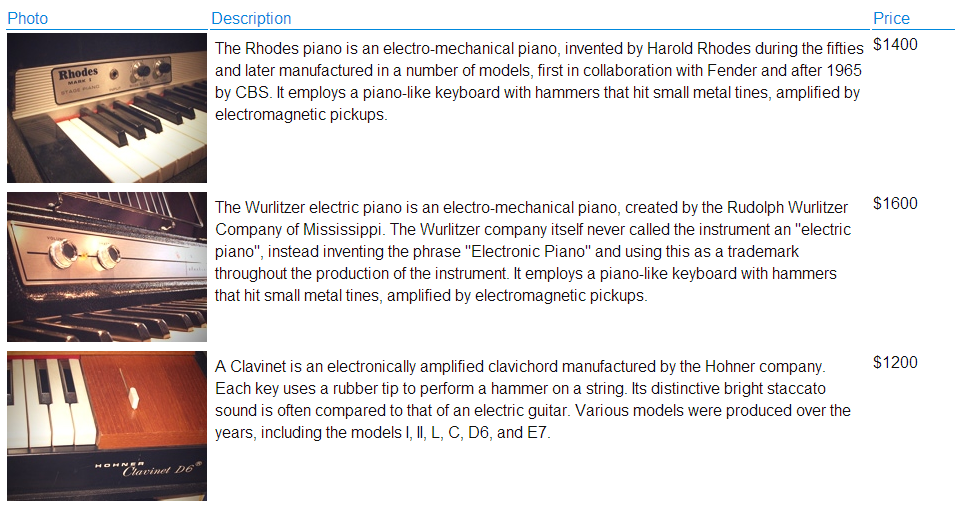 Photo Description Price
Rhodes
MARK I
STAGE PIANO
The Rhodes piano is an electro-mechanical piano, invented by Harold Rhodes during the fifties
and later manufactured in a number of models, first in collaboration with Fender and after 1965
by CBS. It employs a piano-like keyboard with hammers that hit small metal tines, amplified by
electromagnetic pickups.
$1400
The Wurlitzer electric piano is an electro-mechanical piano, created by the Rudolph Wurlitzer
Company of Mississippi. The Wurlitzer company itself never called the instrument an "electric
piano", instead inventing the phrase "Electronic Piano" and using this as a trademark
throughout the production of the instrument. It employs a piano-like keyboard with hammers
that hit small metal tines, amplified by electromagnetic pickups.
$1600
HOHNER
Clavinet D6®
A Clavinet is an electronically amplified clavichord manufactured by the Hohner company.
Each key uses a rubber tip to perform a hammer on a string. Its distinctive bright staccato
sound is often compared to that of an electric guitar. Various models were produced over the
years, including the models I, II, L, C, D6, and E7.
$1200